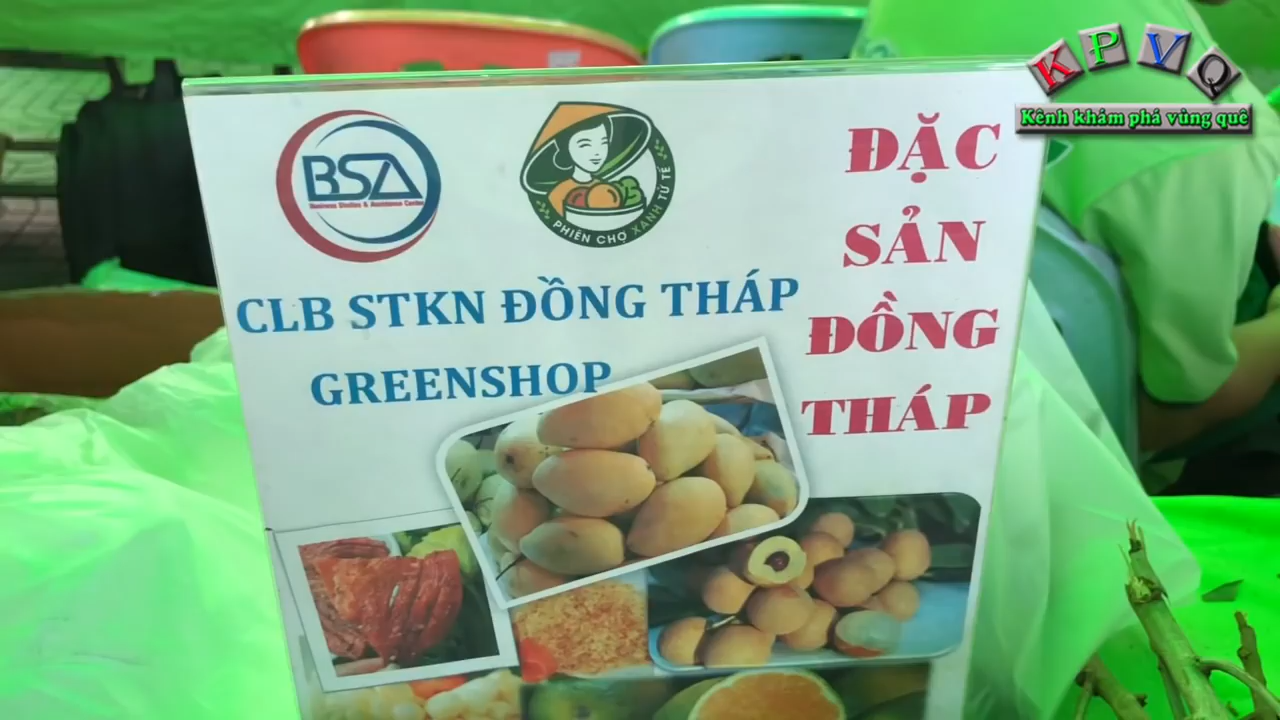 KPVQ
Kênh khám phá vùng quê
BSA
Business Studies & Assistance Center
PHIÊN CHỢ XANH TỬ TẾ
CLB STKN ĐỒNG THÁP
GREENSHOP
ĐẶC
SẢN
ĐỒNG
THÁP